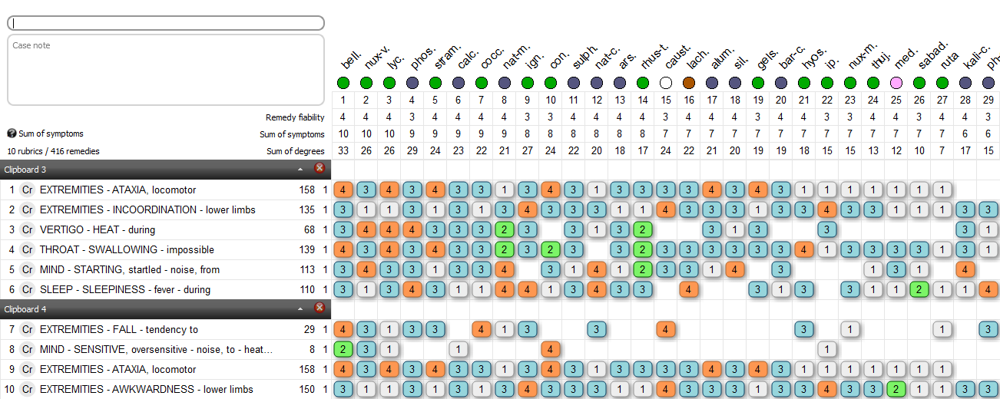 Case note
bell. nux-v. lyc. phos. stram. calc. cocc. nat-m. ign. con. sulph. nat-c. ars. rhus-t. caust. lach. alum. sil. gels. bar-c. hyos. ip. nux-m. thuj. med. sabad. ruta kali-c. ph-
1 2 3 4 5 6 7 8 9 10 11 12 13 14 15 16 17 18 19 20 21 22 23 24 25 26 27 28 29
Remedy fiability 4 4 4 3 4 4 4 4 3 3 4 4 4 4 3 4 4 4 3 4 4 3 3 4 4 3 4 4 3
? Sum of symptoms Sum of symptoms 10 10 10 9 9 9 9 9 8 8 8 8 8 8 7 7 7 7 7 7 7 7 7 7 7 7 7 6 6
10 rubrics / 416 remedies Sum of degrees 33 26 26 29 24 23 22 21 27 24 22 22 18 17 22 22 21 20 19 19 18 15 15 14 12 10 7 17 15
Clipboard 3
1 Cr EXTREMITIES - ATAXIA, locomotor 158 1 4 3 4 3 4 3 3 1 3 4 3 1 3 3 3 3 4 3 4 3 1 1 1 1 1 1 1
2 Cr EXTREMITIES - INCOORDINATION - lower limbs 135 1 3 1 1 3 3 3 1 3 4 3 3 3 1 1 4 3 3 3 1 3 3 4 3 3 1 1 1 3 3
3 Cr VERTIGO - HEAT - during 68 1 3 4 4 4 3 3 3 2 3 3 1 3 2 3 1 3 3 3 1
4 Cr THROAT - SWALLOWING - impossible 139 1 4 3 4 3 4 3 3 2 3 2 3 3 2 3 3 3 3 3 3 4 1 3 3 3 3 1 3 1
5 Cr MIND - STARTING, startled - noise, from 113 1 3 4 3 3 1 3 3 4 3 1 4 1 2 3 3 1 4 3 1 3 1 4
6 Cr SLEEP - SLEEPINESS - fever - during 110 1 3 1 3 4 3 1 1 4 4 1 3 4 3 3 4 3 1 3 3 1 1 2 1 1 4
Clipboard 4
7 Cr EXTREMITIES - FALL - tendency to 29 1 4 3 1 3 3 4 1 3 3 4 3 1 1 3
8 Cr MIND - SENSITIVE, oversensitive - noise, to - heat... 8 1 2 3 1 1 4 1
9 Cr EXTREMITIES - ATAXIA, locomotor 158 1 4 3 4 3 4 3 3 1 3 4 3 1 3 3 3 3 4 3 4 3 1 1 1 1 1 1 1
10 Cr EXTREMITIES - AWKWARDNESS - lower limbs 150 1 3 1 1 3 3 3 1 3 4 3 3 3 1 1 4 3 3 3 1 3 3 4 3 3 2 1 1 3 3